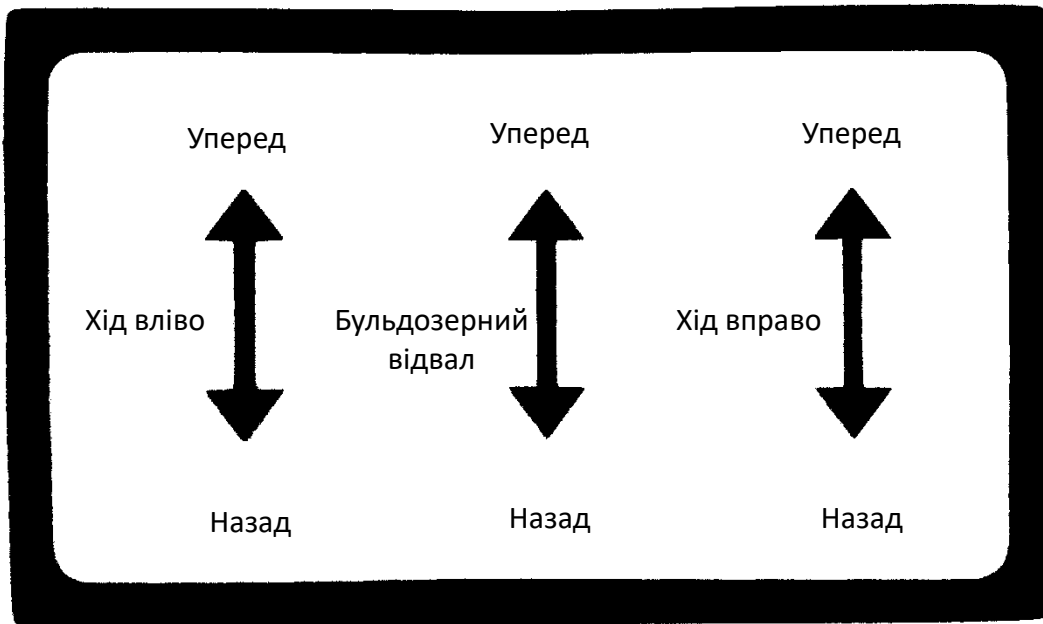 Уперед
Уперед
Уперед
Хід вліво
Бульдозерний
відвал
Хід вправо
Назад
Назад
Назад